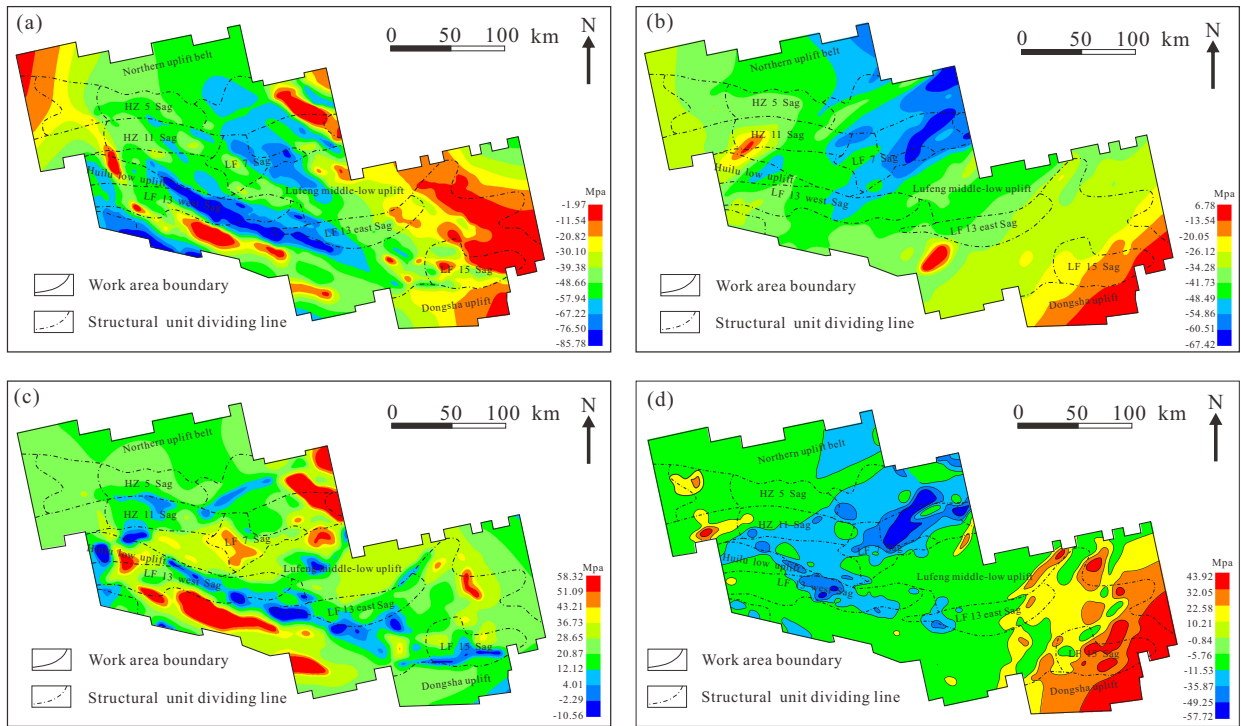 (a)
0 50 100 km
N
Northern uplift belt
HZ 5 Sag
HZ 11 Sag
LF 7 Sag
Huilu low uplift
Lufeng middle-low uplift
LF 13 west Sag
LF 13 east Sag
LF 15 Sag
Dongsha uplift
Work area boundary
Structural unit dividing line
Mpa
-1.97
-11.54
-20.82
-30.10
-39.38
-48.66
-57.94
-67.22
-76.50
-85.78
(b)
0 50 100 km
N
Northern uplift belt
HZ 5 Sag
HZ 11 Sag
LF 7 Sag
Huilu low uplift
Lufeng middle-low uplift
LF 13 west Sag
LF 13 east Sag
LF 15 Sag
Dongsha uplift
Work area boundary
Structural unit dividing line
Mpa
6.78
-13.54
-20.05
-26.12
-34.28
-41.73
-48.49
-54.86
-60.51
-67.42
(c)
0 50 100 km
N
Northern uplift belt
HZ 5 Sag
HZ 11 Sag
LF 7 Sag
Huilu low uplift
Lufeng middle-low uplift
LF 13 west Sag
LF 13 east Sag
LF 15 Sag
Dongsha uplift
Work area boundary
Structural unit dividing line
Mpa
58.32
51.09
43.21
36.73
28.65
20.87
12.12
4.01
-2.29
-10.56
(d)
0 50 100 km
N
Northern uplift belt
HZ 5 Sag
HZ 11 Sag
LF 7 Sag
Huilu low uplift
Lufeng middle-low uplift
LF 13 west Sag
LF 13 east Sag
LF 15 Sag
Dongsha uplift
Work area boundary
Structural unit dividing line
Mpa
43.92
32.05
22.58
10.21
-0.84
-5.76
-11.53
-35.87
-49.25
-57.72